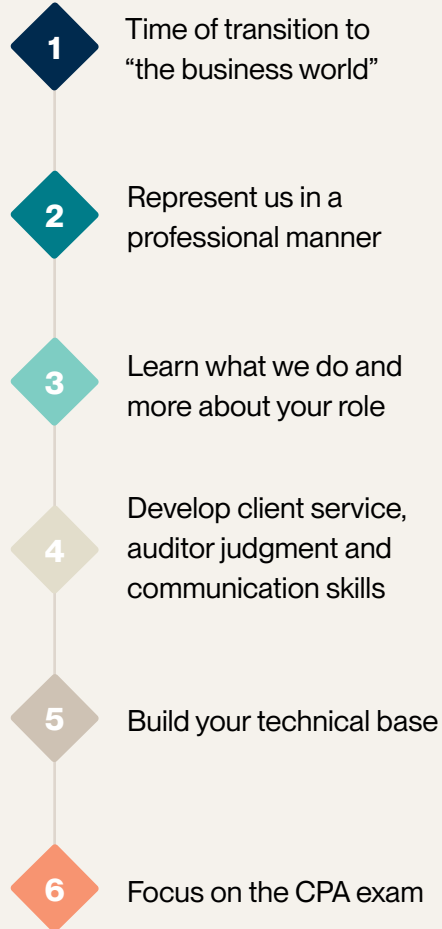 1
Time of transition to
“the business world”
2
Represent us in a
professional manner
3
Learn what we do and
more about your role
4
Develop client service,
auditor judgment and
communication skills
5
Build your technical base
6
Focus on the CPA exam